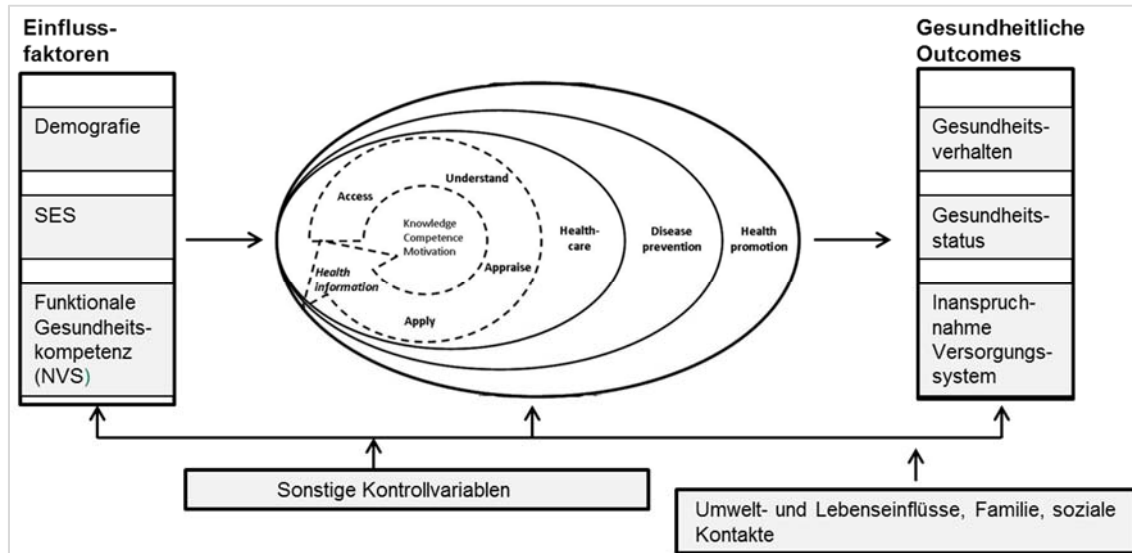 Einfluss-
faktoren
Demografie
SES
Funktionale
Gesundheits-
kompetenz
(NVS)
Access
Understand
Knowledge
Competence
Motivation
Health
information
Appraise
Apply
Health-
care
Disease
prevention
Health
promotion
Gesundheitliche
Outcomes
Gesundheits-
verhalten
Gesundheits-
status
Inanspruch-
nahme
Versorgungs-
system
Sonstige Kontrollvariablen
Umwelt- und Lebenseinflüsse, Familie, soziale
Kontakte